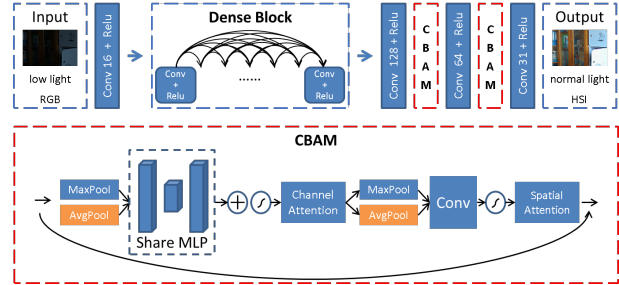 Input
low light
RGB
Conv 16 + Relu
Dense Block
Conv
+
Relu
......
Conv
+
Relu
Conv 128 + Relu
CBAM
Conv 64 + Relu
CBAM
Conv 31 + Relu
Output
normal light
HSI
CBAM
MaxPool
AvgPool
Share MLP
+
Channel
Attention
MaxPool
AvgPool
Conv
Spatial
Attention